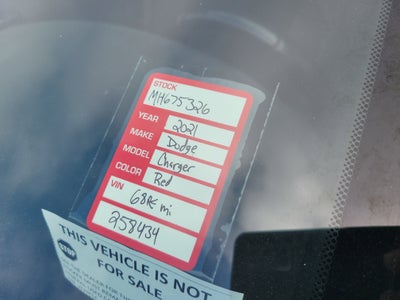 STOCK
MH675326
YEAR 2021
MAKE Dodge
MODEL Charger
COLOR Red
VIN 68K mi
258434
THIS VEHICLE IS NOT
FOR SALE